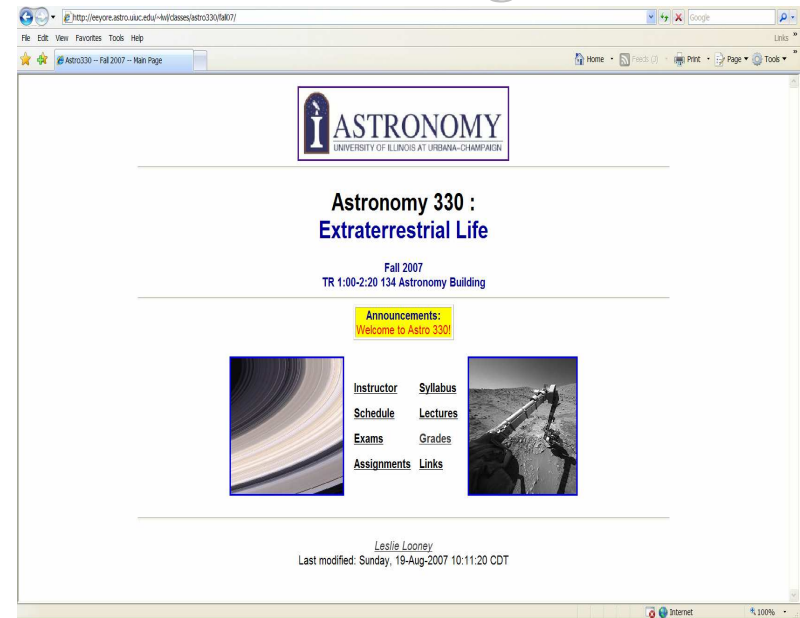 http://eeyore.astro.uiuc.edu/~lwl/classes/astro330/fall07/
Google
File Edit View Favorites Tools Help
Links »
Astro330 -- Fall 2007 -- Main Page
Home Feeds (J) Print Page Tools »
I ASTRONOMY
UNIVERSITY OF ILLINOIS AT URBANA-CHAMPAIGN
Astronomy 330 :
Extraterrestrial Life
Fall 2007
TR 1:00-2:20 134 Astronomy Building
Announcements:
Welcome to Astro 330!
Instructor Syllabus
Schedule Lectures
Exams Grades
Assignments Links
Leslie Looney
Last modified: Sunday, 19-Aug-2007 10:11:20 CDT
Internet 100%